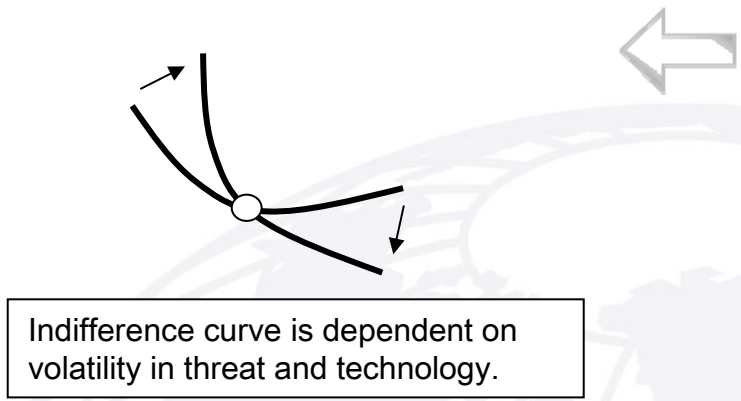 Indifference curve is dependent on
volatility in threat and technology.